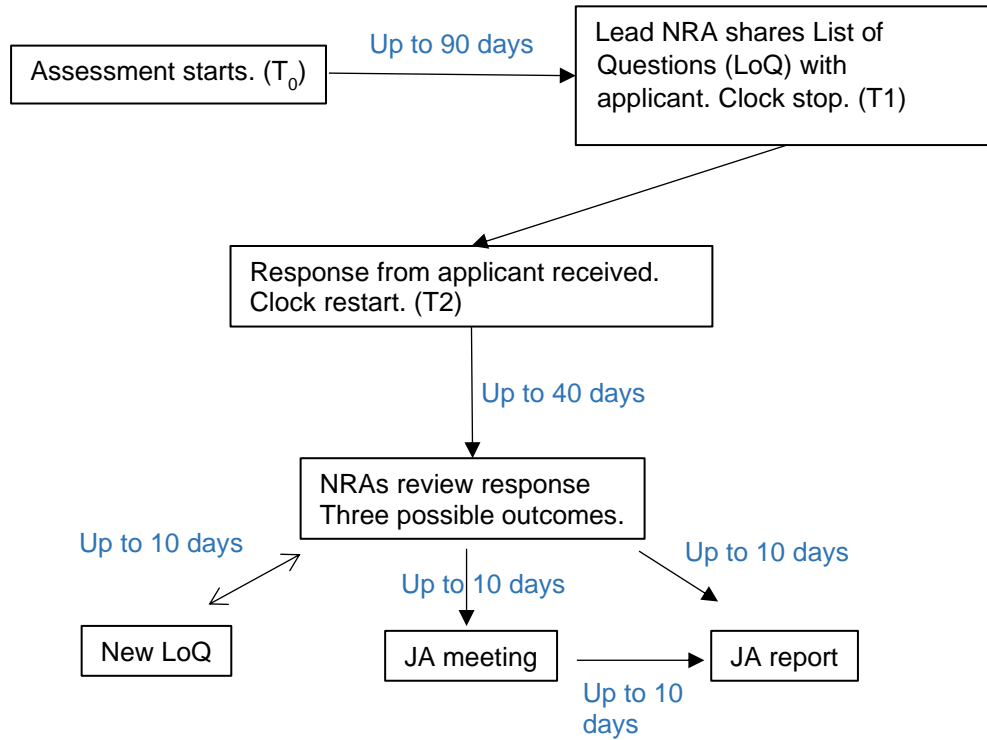 Up to 90 days
Assessment starts. (T0)
Lead NRA shares List of
Questions (LoQ) with
applicant. Clock stop. (T1)
Response from applicant received.
Clock restart. (T2)
Up to 40 days
NRAs review response
Three possible outcomes.
Up to 10 days
Up to 10 days
Up to 10 days
New LoQ
JA meeting
JA report
Up to 10
days